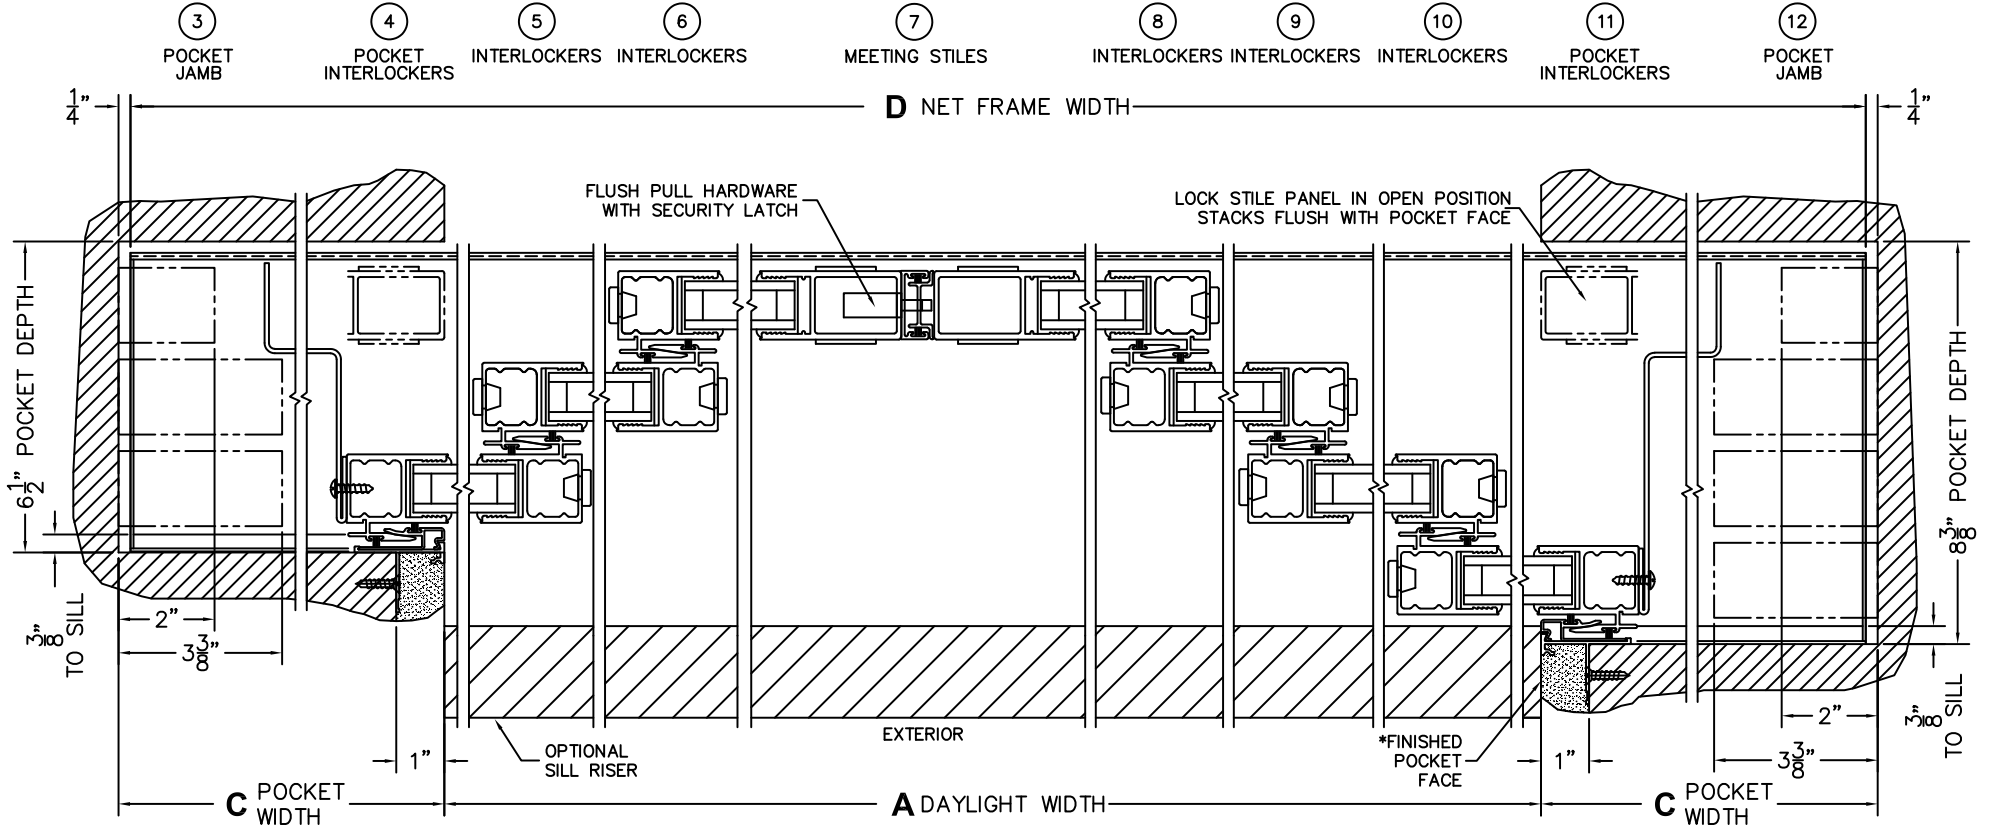 3 4 5 6 7 8 9 10 11 12
POCKET JAMB
POCKET INTERLOCKERS
INTERLOCKERS
INTERLOCKERS
MEETING STILES
INTERLOCKERS
INTERLOCKERS
INTERLOCKERS
POCKET INTERLOCKERS
POCKET JAMB
1/4"
D NET FRAME WIDTH
1/4"
FLUSH PULL HARDWARE
WITH SECURITY LATCH
LOCK STILE PANEL IN OPEN POSITION
STACKS FLUSH WITH POCKET FACE
6 1/2" POCKET DEPTH
8 3/8" POCKET DEPTH
3/8" TO SILL
2"
3 3/8"
1"
OPTIONAL
SILL RISER
EXTERIOR
*FINISHED
POCKET
FACE
1"
2"
3 3/8"
3/8" TO SILL
C POCKET
WIDTH
A DAYLIGHT WIDTH
C POCKET
WIDTH